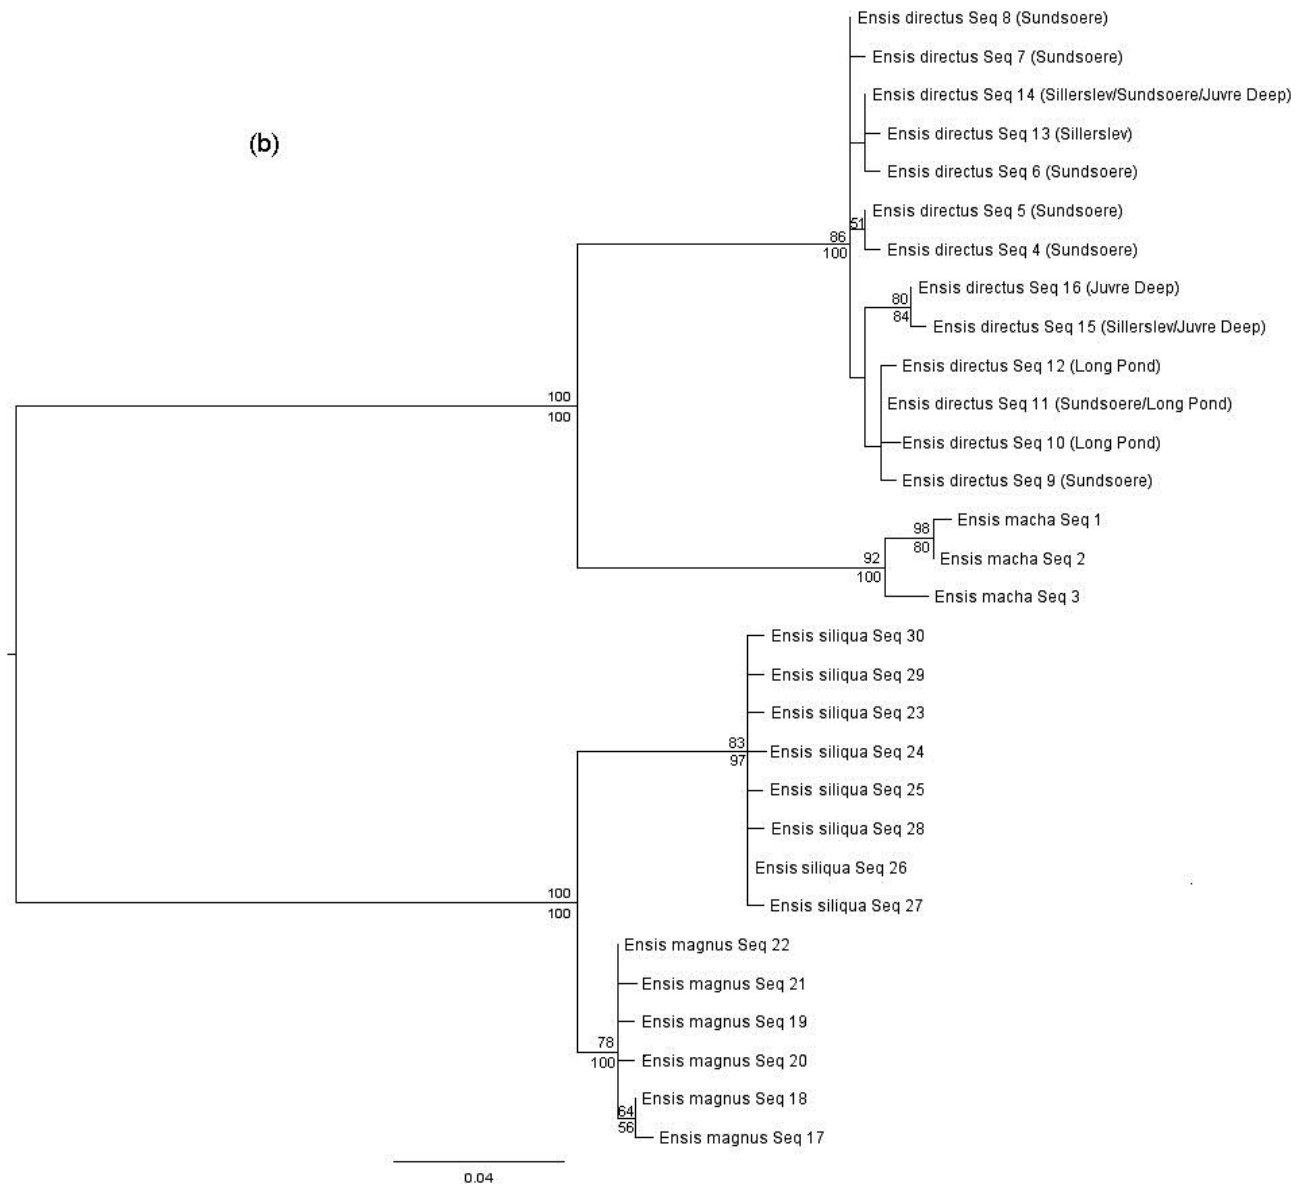 Ensis directus Seq 8 (Sundsoere)
Ensis directus Seq 7 (Sundsoere)
Ensis directus Seq 14 (Sillerslev/Sundsoere/Juvre Deep)
(b)
Ensis directus Seq 13 (Sillerslev)
Ensis directus Seq 6 (Sundsoere)
51
Ensis directus Seq 5 (Sundsoere)
86
100
Ensis directus Seq 4 (Sundsoere)
80
84
Ensis directus Seq 16 (Juvre Deep)
Ensis directus Seq 15 (Sillerslev/Juvre Deep)
Ensis directus Seq 12 (Long Pond)
100
100
Ensis directus Seq 11 (Sundsoere/Long Pond)
Ensis directus Seq 10 (Long Pond)
Ensis directus Seq 9 (Sundsoere)
Ensis macha Seq 1
98
80
Ensis macha Seq 2
92
100
Ensis macha Seq 3
Ensis siliqua Seq 30
Ensis siliqua Seq 29
Ensis siliqua Seq 23
83
97
Ensis siliqua Seq 24
Ensis siliqua Seq 25
Ensis siliqua Seq 28
Ensis siliqua Seq 26
100
100
Ensis siliqua Seq 27
Ensis magnus Seq 22
Ensis magnus Seq 21
Ensis magnus Seq 19
78
100
Ensis magnus Seq 20
Ensis magnus Seq 18
64
56
Ensis magnus Seq 17
0.04